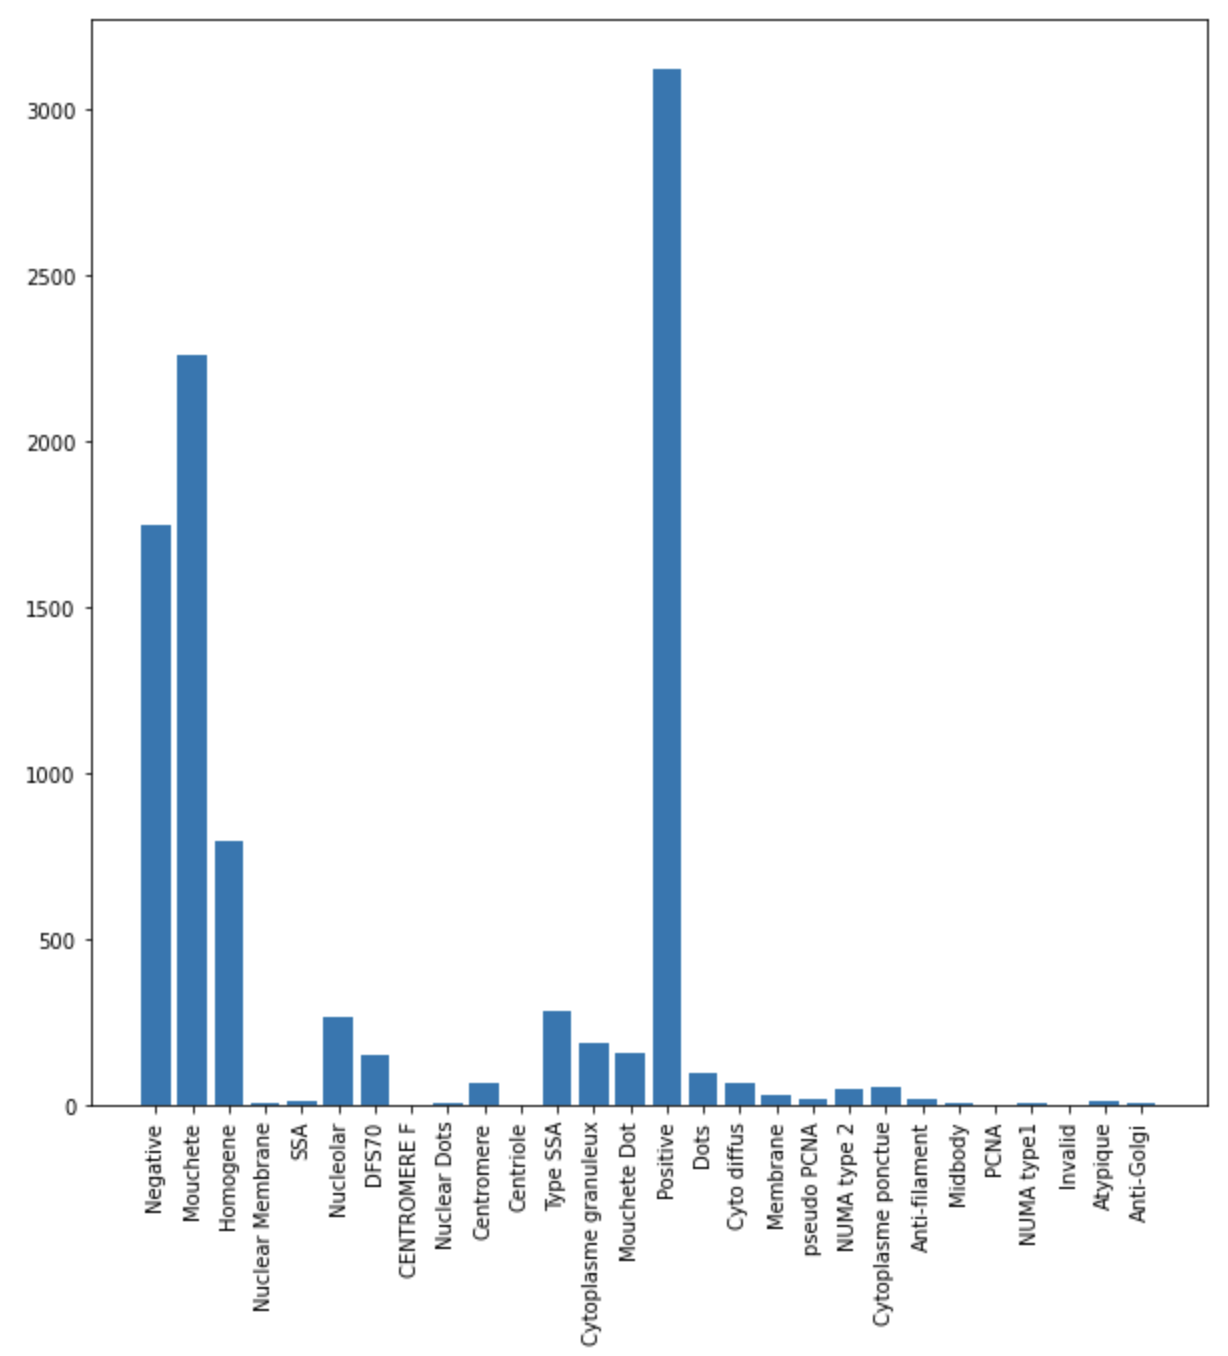 3000
2500
2000
1500
1000
500
0
Negative
Mouchete
Homogene
Nuclear Membrane
SSA
Nucleolar
DFS70
CENTROMERE F
Nuclear Dots
Centromere
Centriole
Type SSA
Cytoplasme granuleux
Mouchete Dot
Positive
Dots
Cyto diffus
Membrane
pseudo PCNA
NUMA type 2
Cytoplasme ponctue
Anti-filament
Midbody
PCNA
NUMA type1
Invalid
Atypique
Anti-Golgi